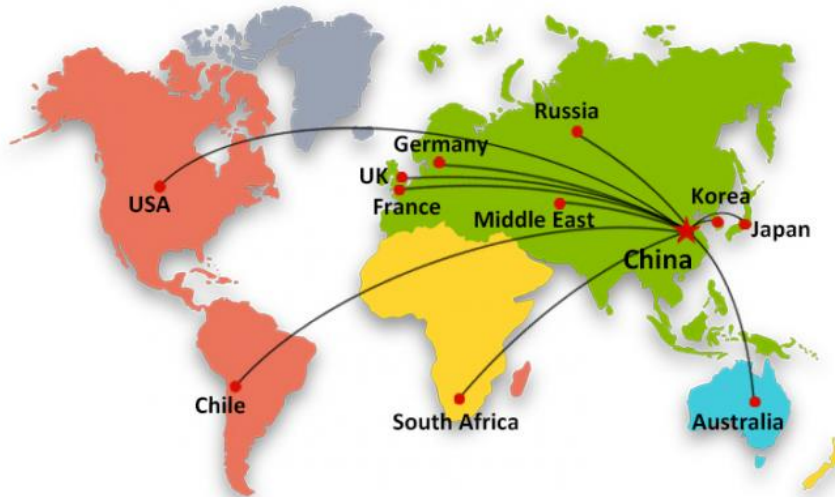 Russia
Germany
UK
Korea
USA
France
Middle East
Japan
China
Chile
South Africa
Australia